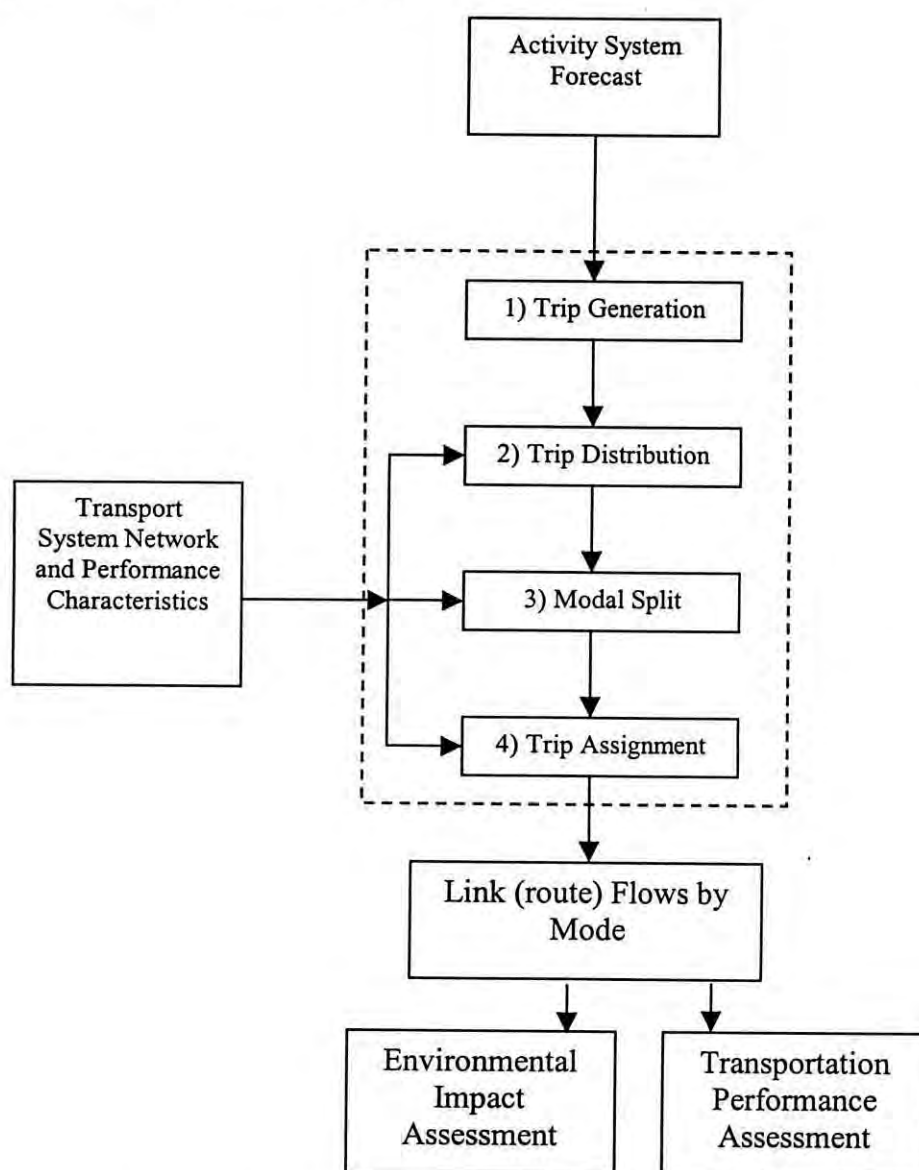 Activity System
Forecast
1) Trip Generation
2) Trip Distribution
Transport
System Network
and Performance
Characteristics
3) Modal Split
4) Trip Assignment
Link (route) Flows by
Mode
Environmental
Impact
Assessment
Transportation
Performance
Assessment